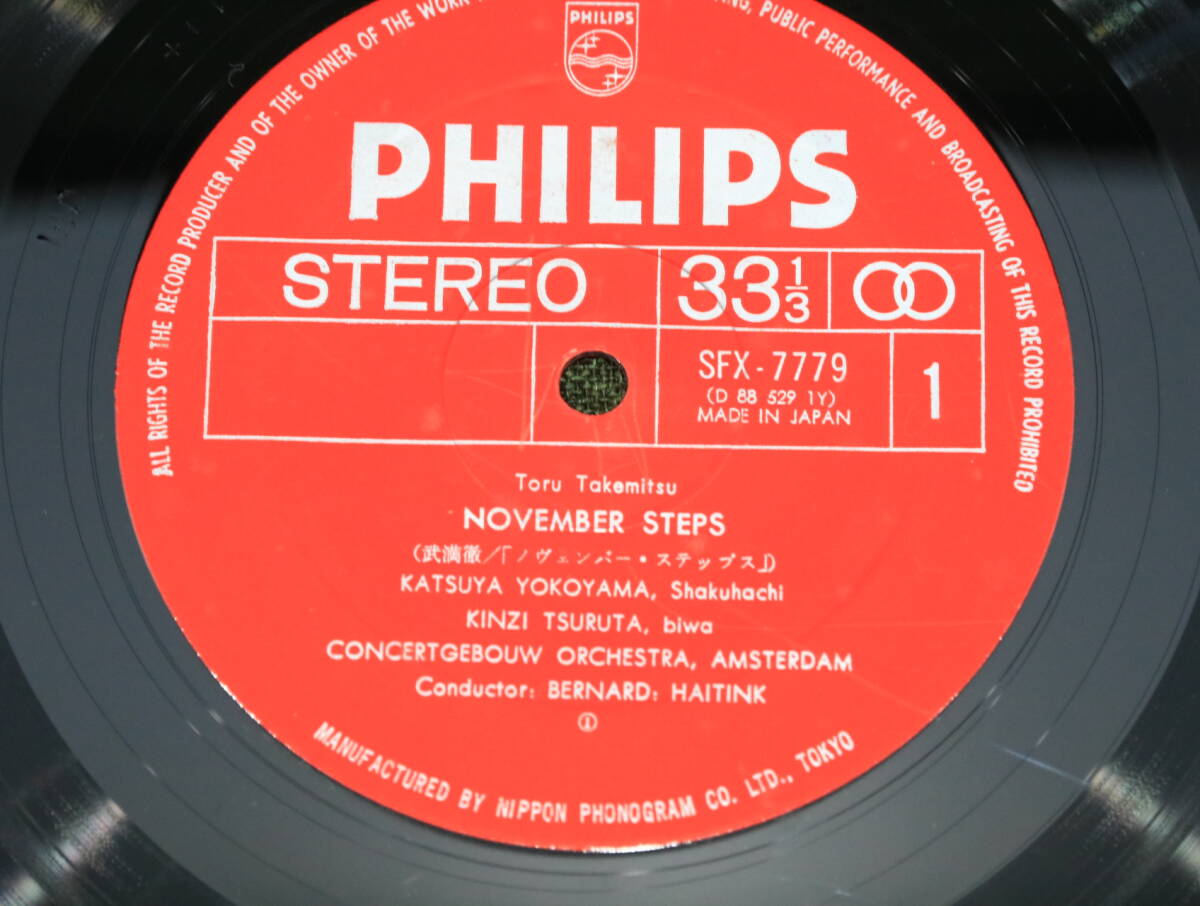 ALL RIGHTS OF THE RECORD PRODUCER AND OF THE OWNER OF THE WORK
PUBLIC PERFORMANCE AND BROADCASTING OF THIS RECORD PROHIBITED
PHILIPS
PHILIPS
STEREO
33 1/3
SFX-7779
(D 88 529 1Y)
MADE IN JAPAN
1
Toru Takemitsu
NOVEMBER STEPS
(武満徹/「ノヴェンバー・ステップス」)
KATSUYA YOKOYAMA, Shakuhachi
KINZI TSURUTA, biwa
CONCERTGEBOUW ORCHESTRA, AMSTERDAM
Conductor: BERNARD: HAITINK
①
MANUFACTURED BY NIPPON PHONOGRAM CO. LTD., TOKYO